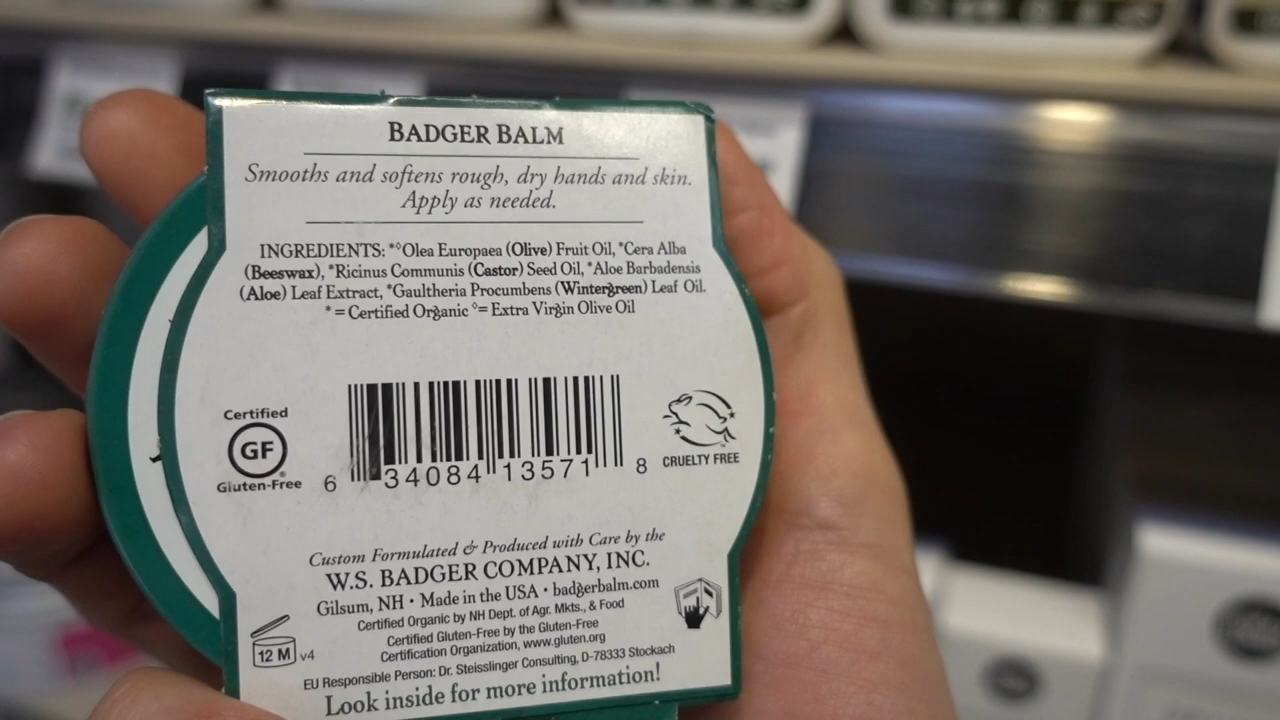 BADGER BALM
Smooths and softens rough, dry hands and skin.
Apply as needed.
INGREDIENTS: *◊Olea Europaea (Olive) Fruit Oil, *Cera Alba
(Beeswax), *Ricinus Communis (Castor) Seed Oil, *Aloe Barbadensis
(Aloe) Leaf Extract, *Gaultheria Procumbens (Wintergreen) Leaf Oil.
* = Certified Organic ◊= Extra Virgin Olive Oil
Certified
GF
®
Gluten-Free
6 34084 13571 8
CRUELTY FREE
Custom Formulated & Produced with Care by the
W.S. BADGER COMPANY, INC.
Gilsum, NH • Made in the USA • badgerbalm.com
Certified Organic by NH Dept. of Agr. Mkts., & Food
Certified Gluten-Free by the Gluten-Free
Certification Organization, www.gluten.org
EU Responsible Person: Dr. Steisslinger Consulting, D-78333 Stockach
12 M v4
Look inside for more information!